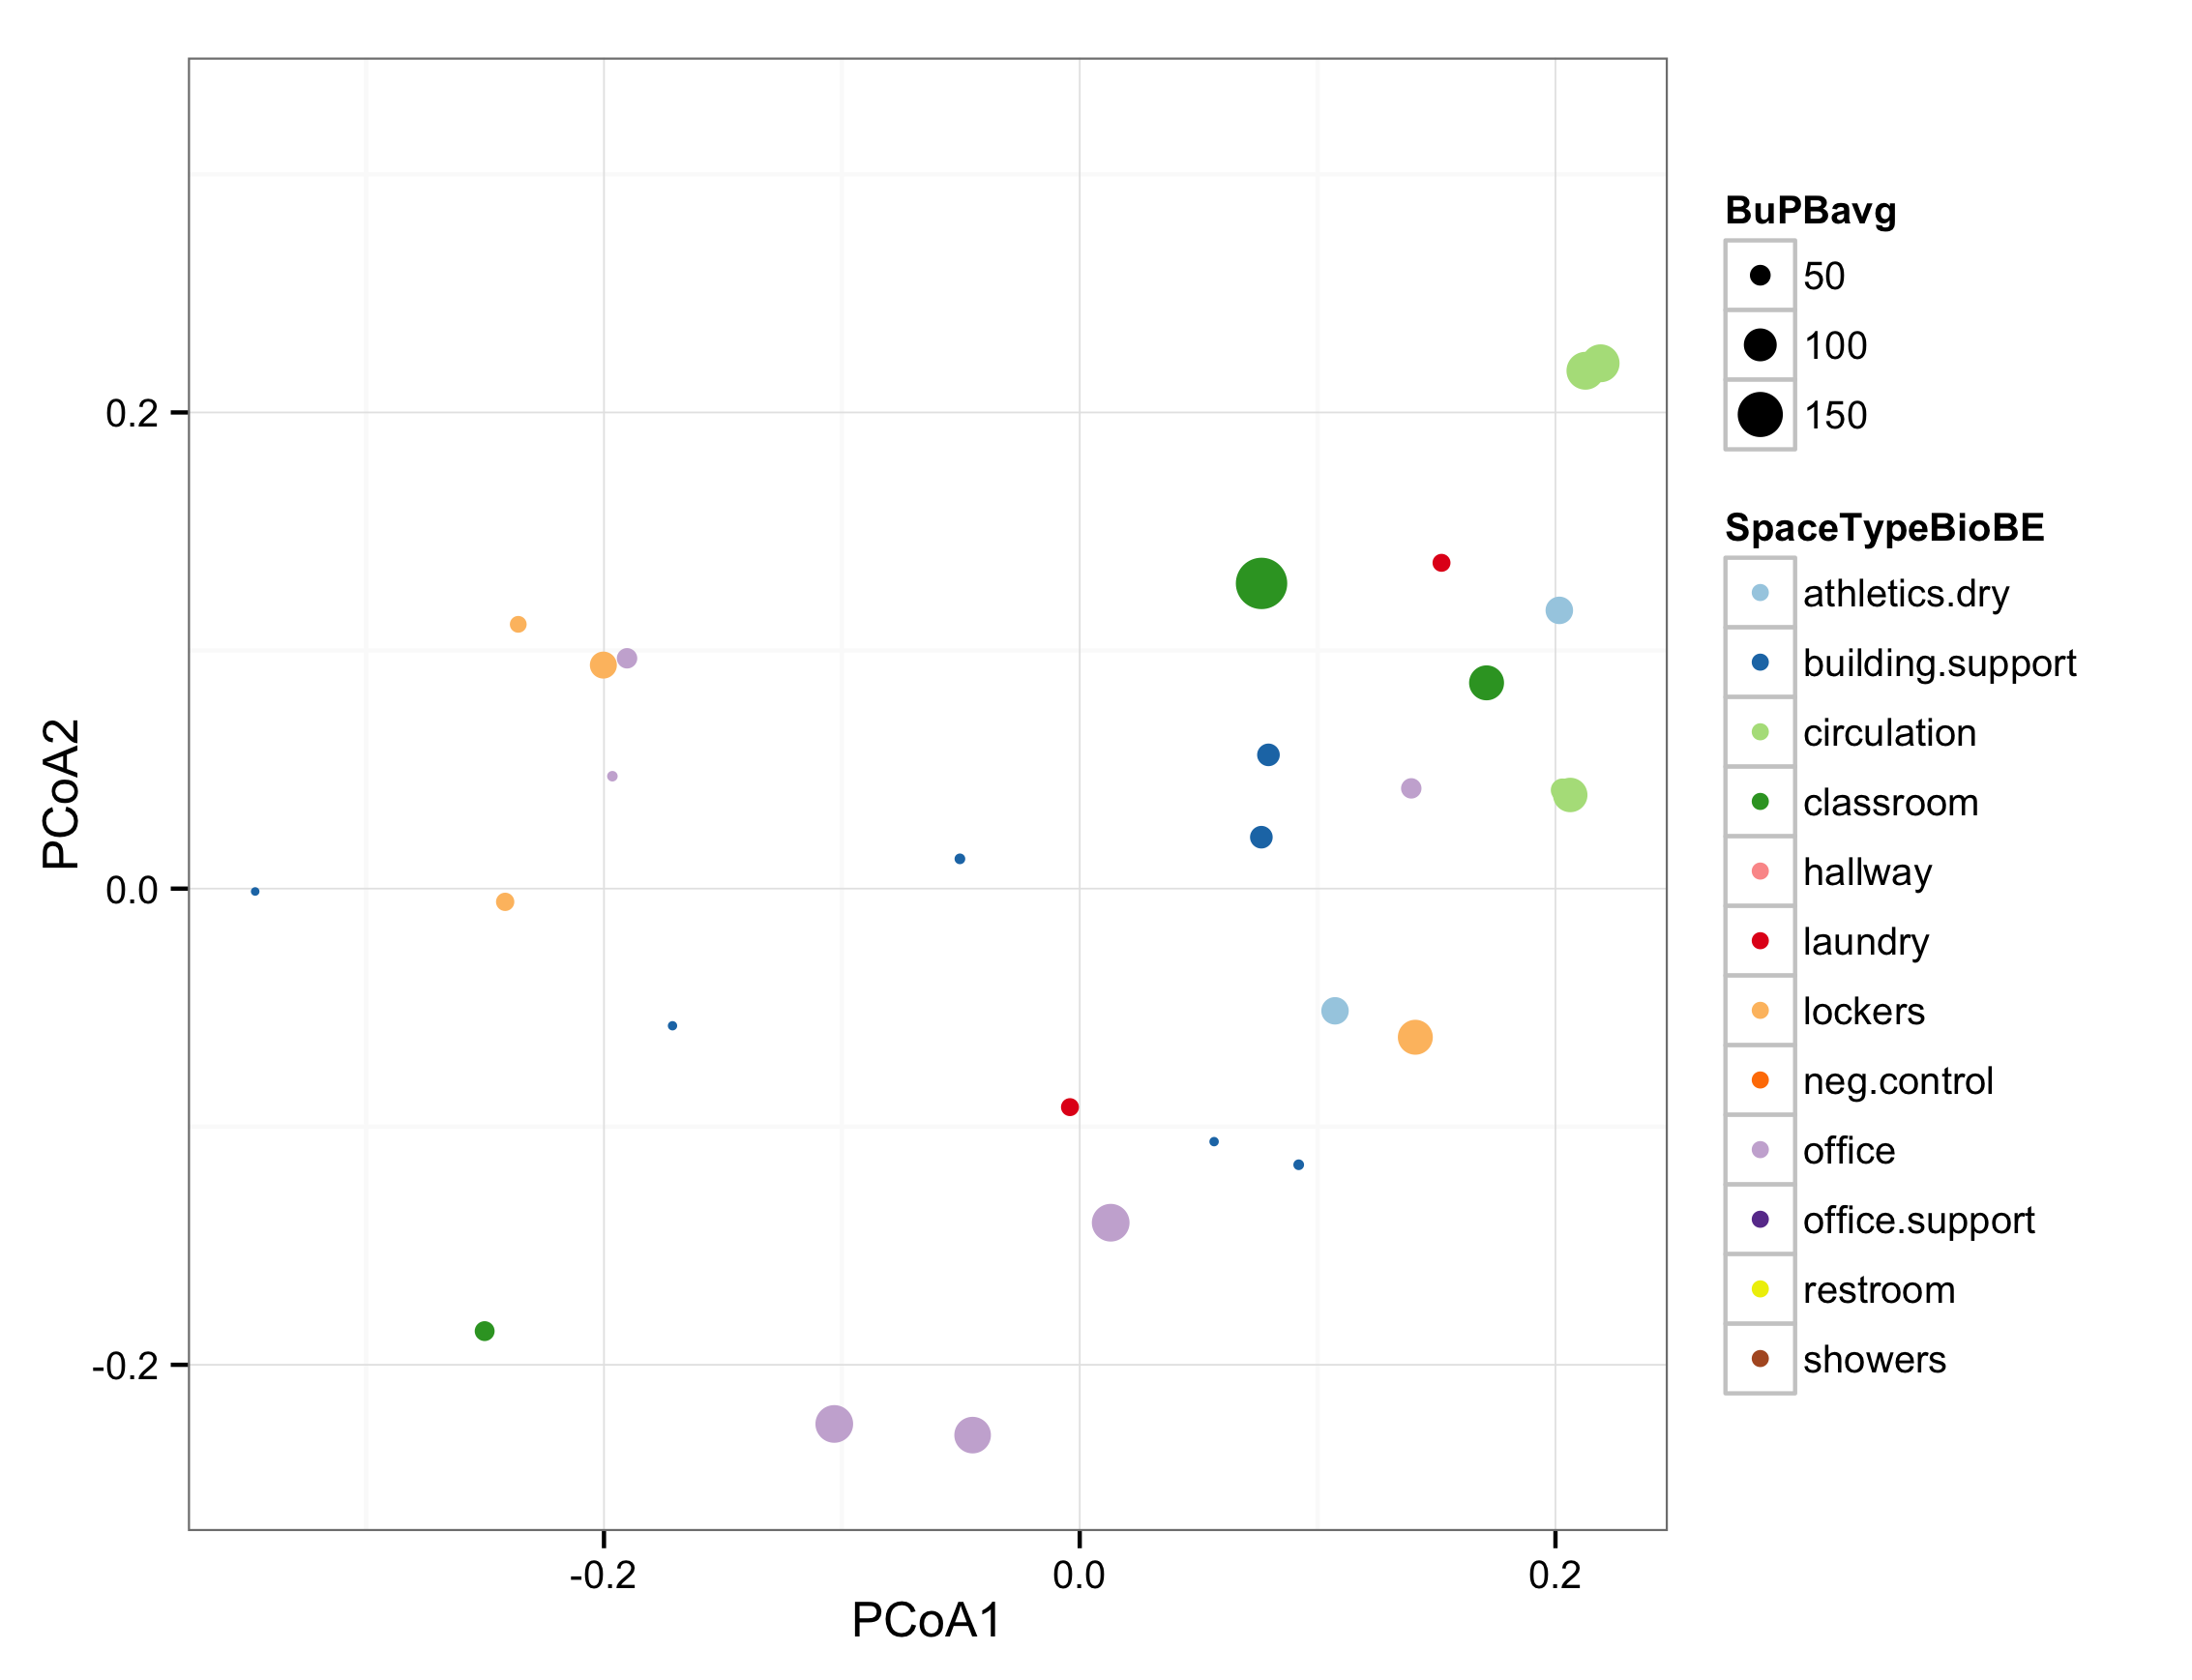 BuPBavg
50
100
150
SpaceTypeBioBE
athletics.dry
building.support
circulation
classroom
hallway
laundry
lockers
neg.control
office
office.support
restroom
showers
0.2
0.0
-0.2
PCoA2
-0.2 0.0 0.2
PCoA1